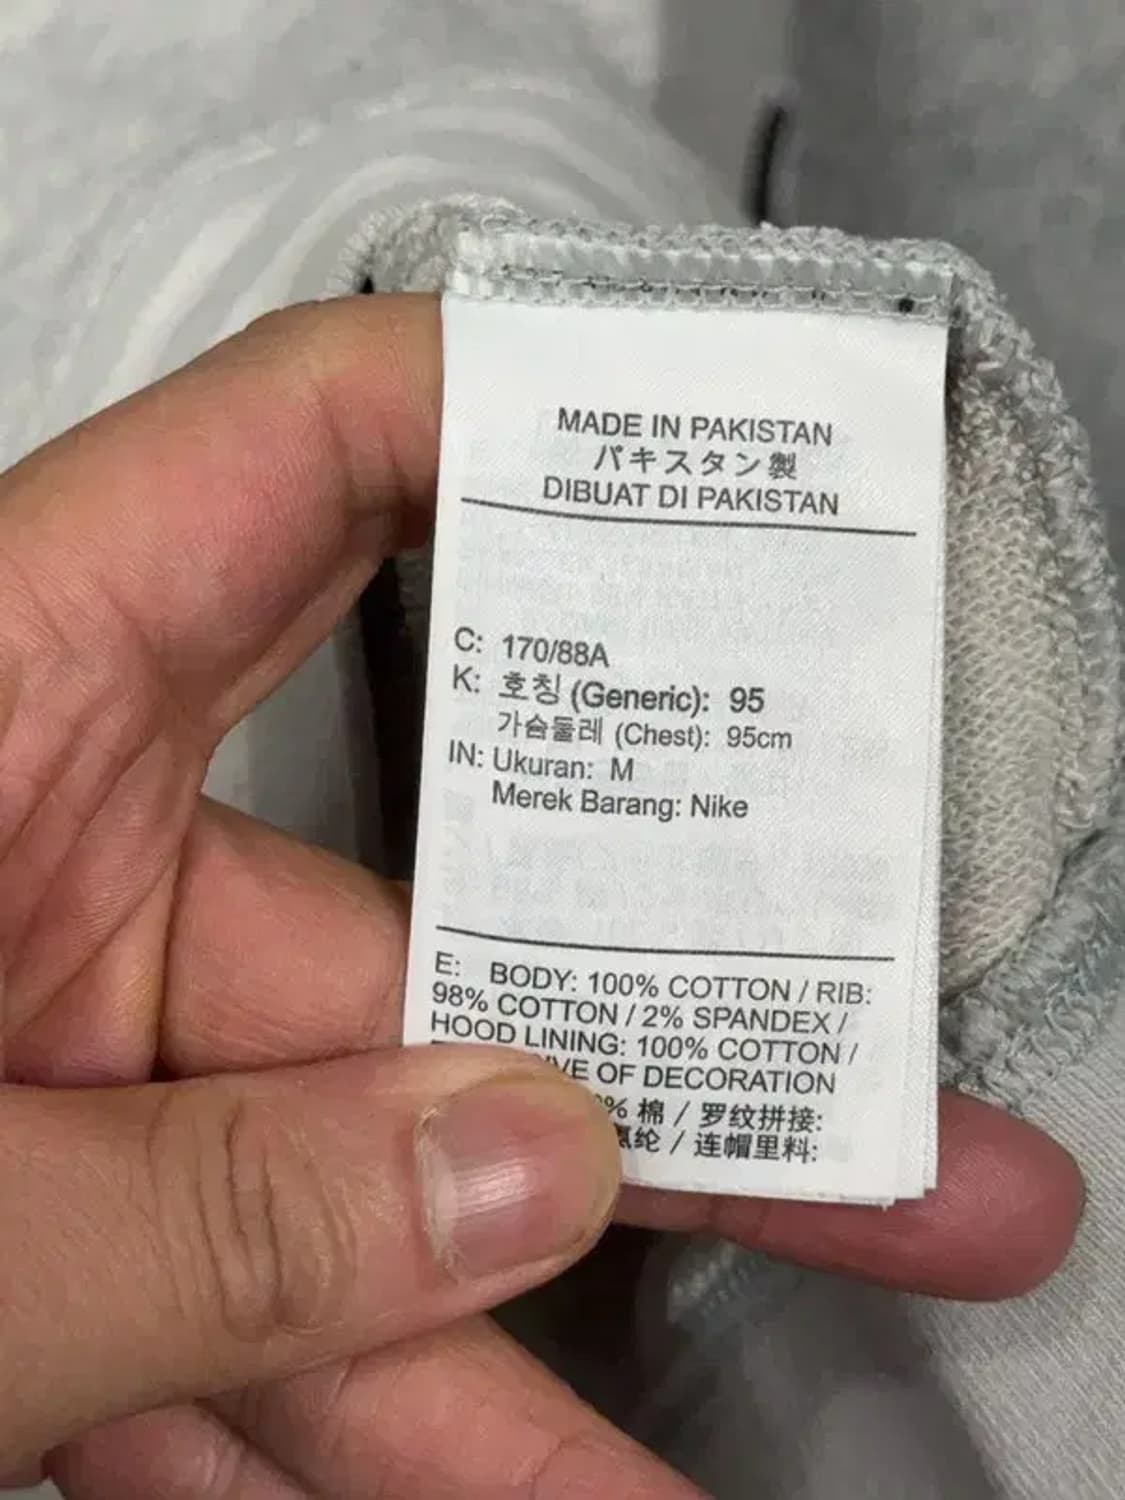 MADE IN PAKISTAN
パキスタン製
DIBUAT DI PAKISTAN
C: 170/88A
K: 호칭 (Generic): 95
가슴둘레 (Chest): 95cm
IN: Ukuran: M
Merek Barang: Nike
E: BODY: 100% COTTON / RIB:
98% COTTON / 2% SPANDEX /
HOOD LINING: 100% COTTON /
OF DECORATION
% 棉 / 罗纹拼接:
纶 / 连帽里料: